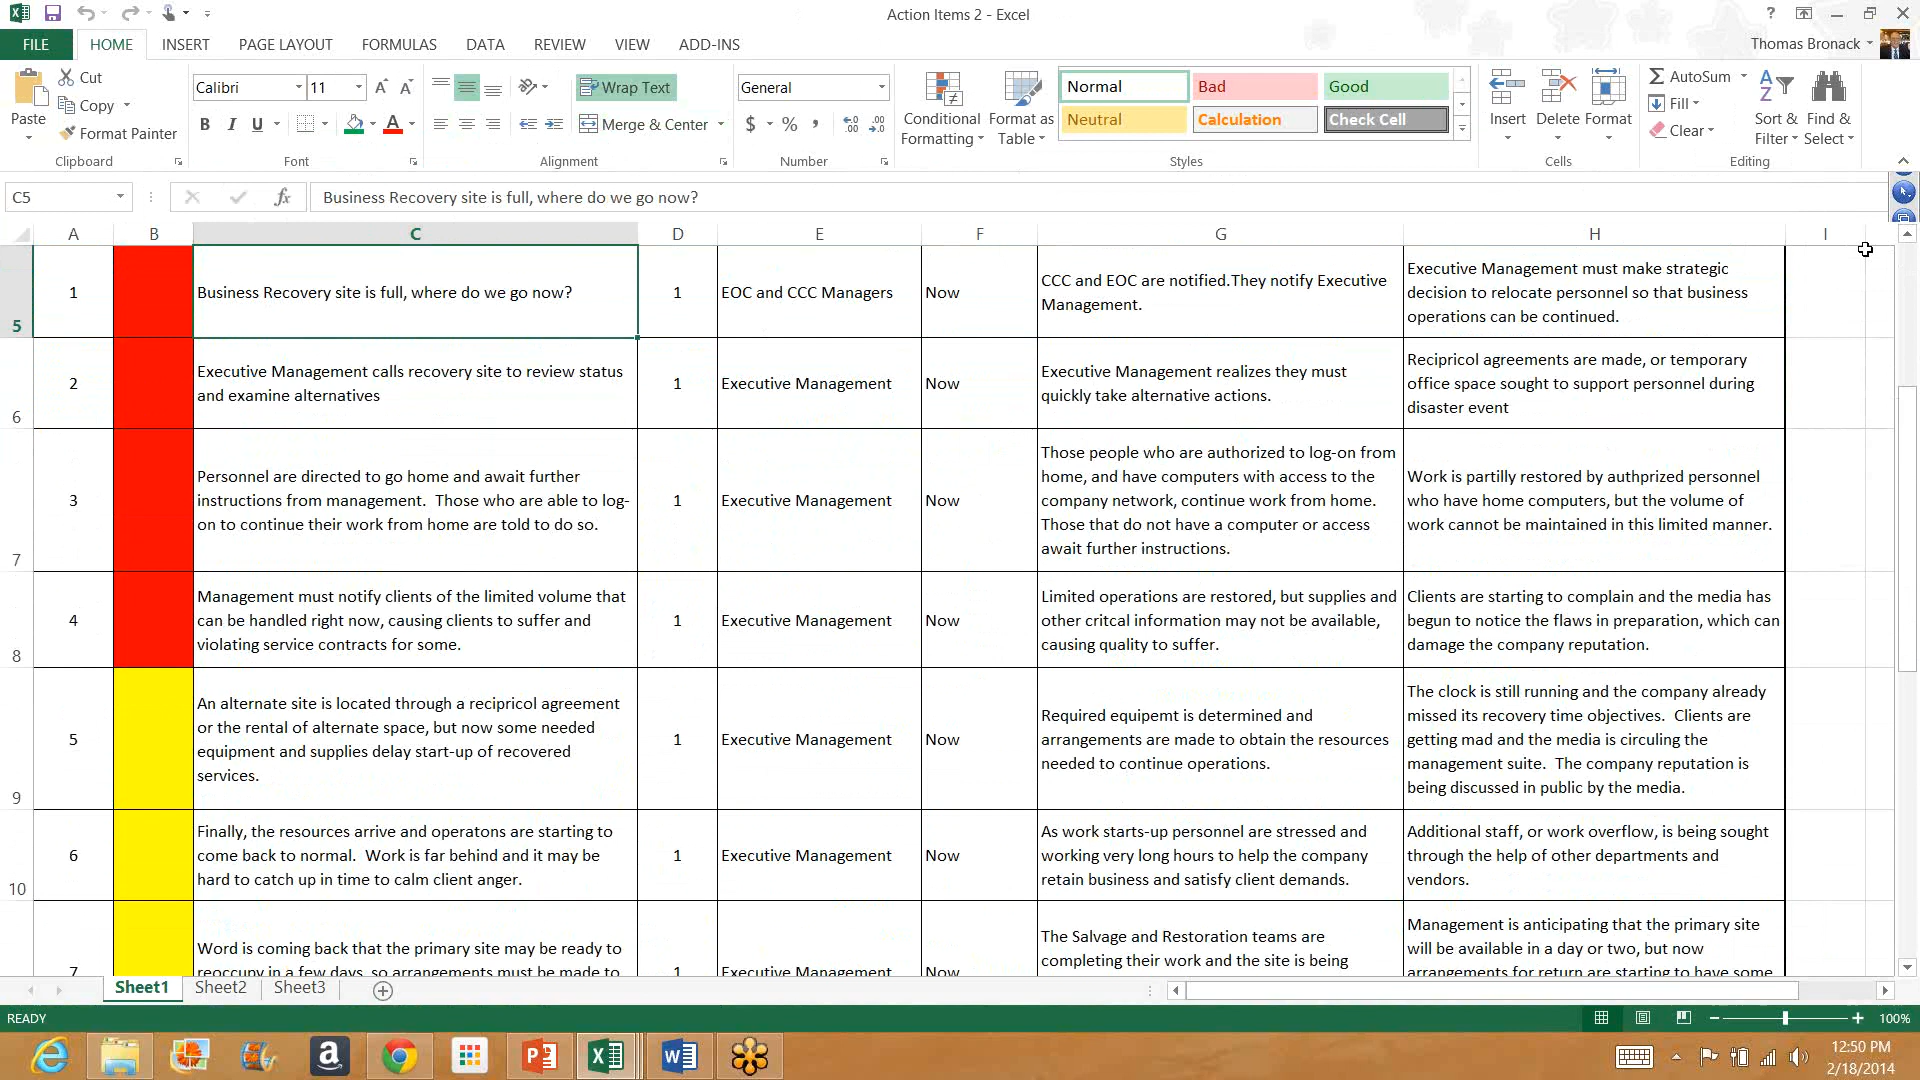 Action Items 2 - Excel
?
FILE HOME INSERT PAGE LAYOUT FORMULAS DATA REVIEW VIEW ADD-INS
Thomas Bronack
Paste
Cut
Copy
Format Painter
Clipboard
Calibri 11
B I U
Font
Wrap Text
Merge & Center
Alignment
General
$ % ,
Number
Conditional Formatting
Format as Table
Normal Bad Good
Neutral Calculation Check Cell
Styles
Insert Delete Format
Cells
AutoSum
Fill
Clear
Sort & Filter
Find & Select
Editing
C5
fx
Business Recovery site is full, where do we go now?
A B C D E F G H I
5
1
Business Recovery site is full, where do we go now?
1
EOC and CCC Managers
Now
CCC and EOC are notified.They notify Executive
Management.
Executive Management must make strategic
decision to relocate personnel so that business
operations can be continued.
6
2
Executive Management calls recovery site to review status
and examine alternatives
1
Executive Management
Now
Executive Management realizes they must
quickly take alternative actions.
Recipricol agreements are made, or temporary
office space sought to support personnel during
disaster event
7
3
Personnel are directed to go home and await further
instructions from management.  Those who are able to log-
on to continue their work from home are told to do so.
1
Executive Management
Now
Those people who are authorized to log-on from
home, and have computers with access to the
company network, continue work from home.
Those that do not have a computer or access
await further instructions.
Work is partilly restored by authprized personnel
who have home computers, but the volume of
work cannot be maintained in this limited manner.
8
4
Management must notify clients of the limited volume that
can be handled right now, causing clients to suffer and
violating service contracts for some.
1
Executive Management
Now
Limited operations are restored, but supplies and
other critcal information may not be available,
causing quality to suffer.
Clients are starting to complain and the media has
begun to notice the flaws in preparation, which can
damage the company reputation.
9
5
An alternate site is located through a recipricol agreement
or the rental of alternate space, but now some needed
equipment and supplies delay start-up of recovered
services.
1
Executive Management
Now
Required equipemt is determined and
arrangements are made to obtain the resources
needed to continue operations.
The clock is still running and the company already
missed its recovery time objectives.  Clients are
getting mad and the media is circuling the
management suite.  The company reputation is
being discussed in public by the media.
10
6
Finally, the resources arrive and operatons are starting to
come back to normal.  Work is far behind and it may be
hard to catch up in time to calm client anger.
1
Executive Management
Now
As work starts-up personnel are stressed and
working very long hours to help the company
retain business and satisfy client demands.
Additional staff, or work overflow, is being sought
through the help of other departments and
vendors.
7
Word is coming back that the primary site may be ready to
reoccupy in a few days, so arrangements must be made to
1
Executive Management
Now
The Salvage and Restoration teams are
completing their work and the site is being
Management is anticipating that the primary site
will be available in a day or two, but now
arrangements for return are starting to have some
Sheet1 Sheet2 Sheet3
READY
100%
12:50 PM
2/18/2014